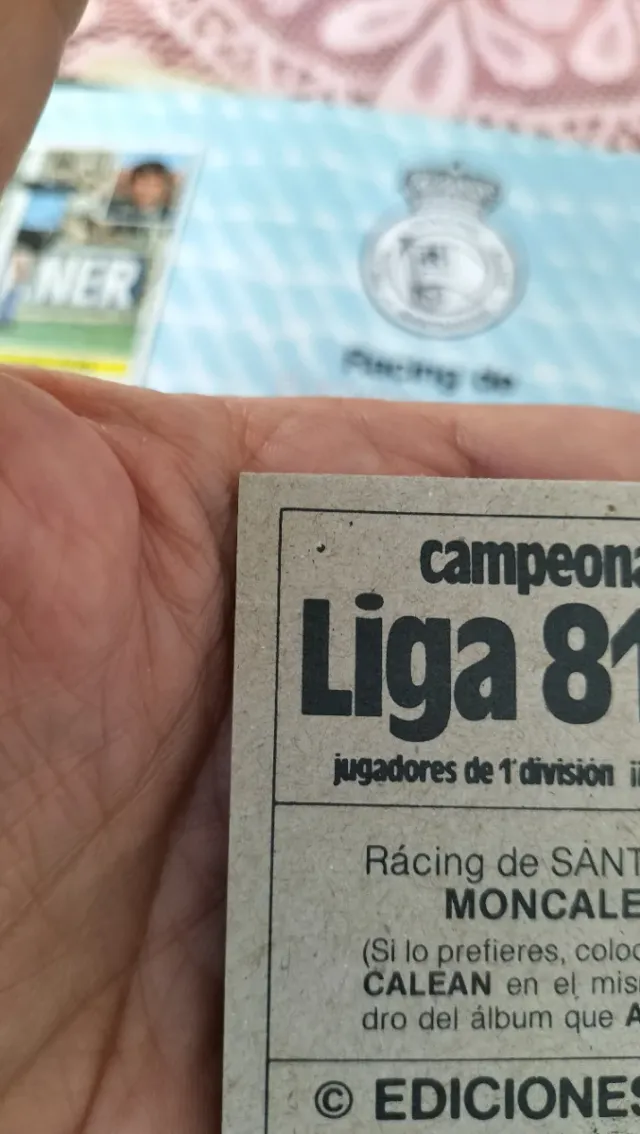 NER
Racing de
campeona
Liga 81
jugadores de 1ª división
Rácing de SANT
MONCALE
(Si lo prefieres, coloc
CALEAN en el mis
dro del álbum que A
© EDICIONES